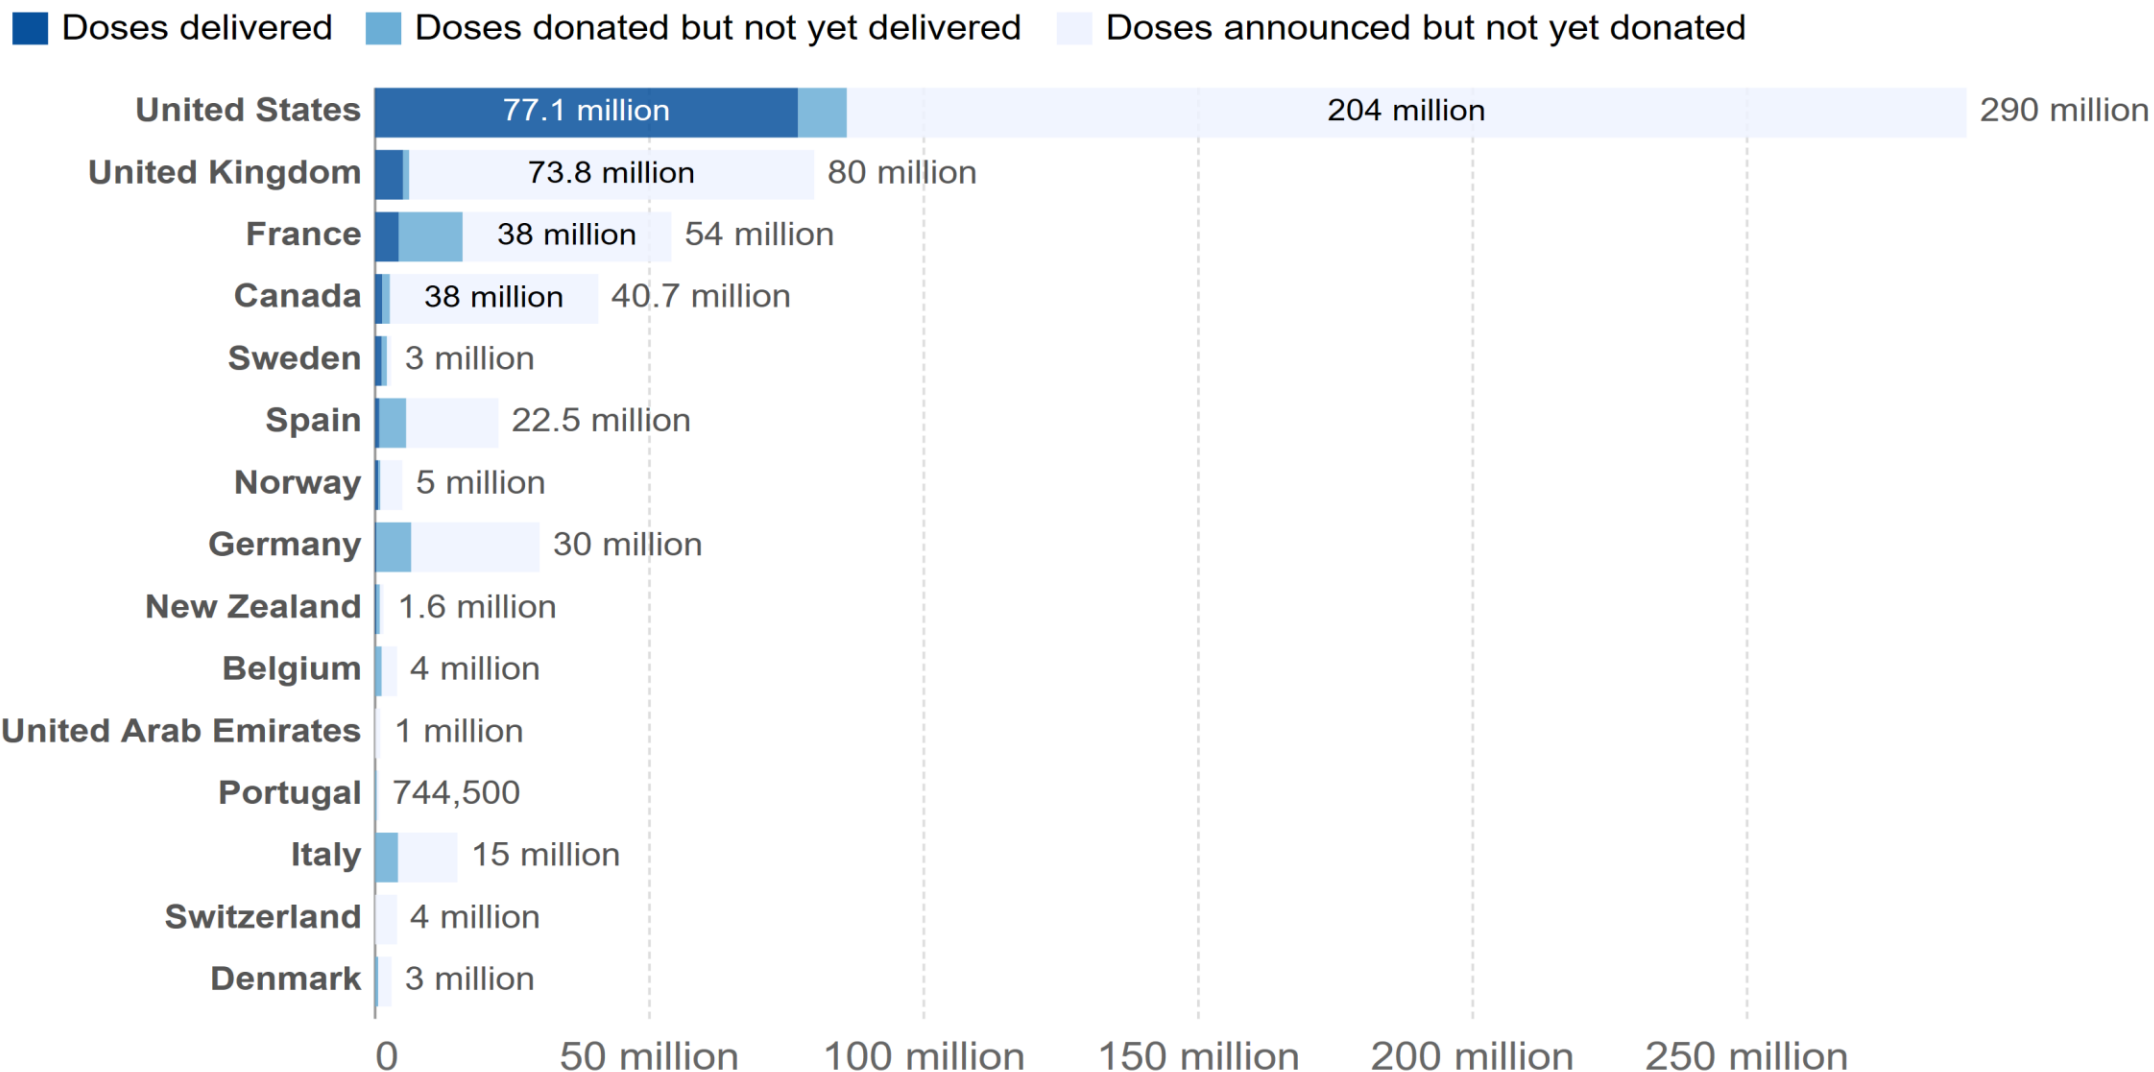 Doses delivered Doses donated but not yet delivered Doses announced but not yet donated
United States 77.1 million 204 million 290 million
United Kingdom 73.8 million 80 million
France 38 million 54 million
Canada 38 million 40.7 million
Sweden 3 million
Spain 22.5 million
Norway 5 million
Germany 30 million
New Zealand 1.6 million
Belgium 4 million
United Arab Emirates 1 million
Portugal 744,500
Italy 15 million
Switzerland 4 million
Denmark 3 million
0 50 million 100 million 150 million 200 million 250 million